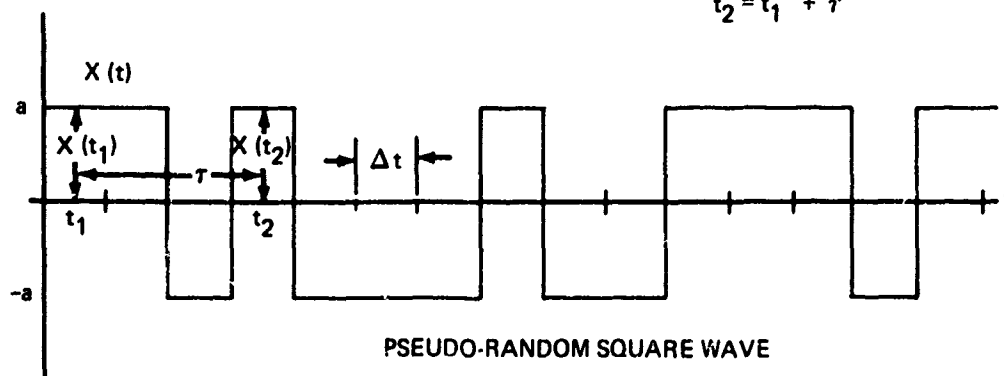 t₂ = t₁ + τ
X (t)
a
X (t₁)
X (t₂)
Δt
τ
t₁
t₂
-a
PSEUDO-RANDOM SQUARE WAVE